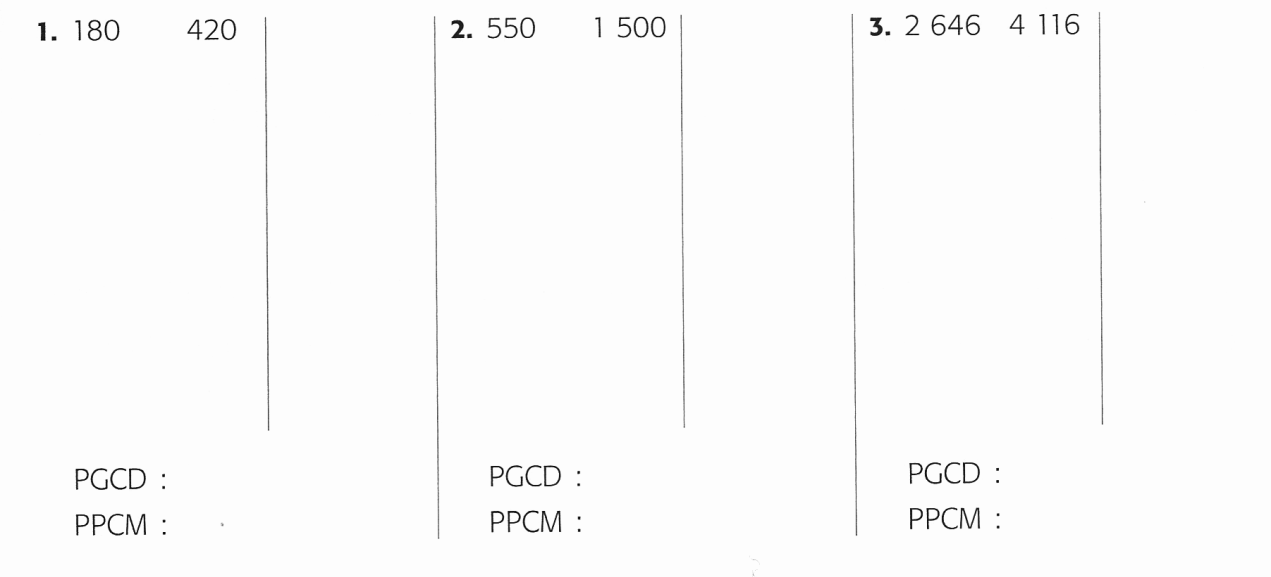 1. 180 420
PGCD :
PPCM :
2. 550 1 500
PGCD :
PPCM :
3. 2 646 4 116
PGCD :
PPCM :